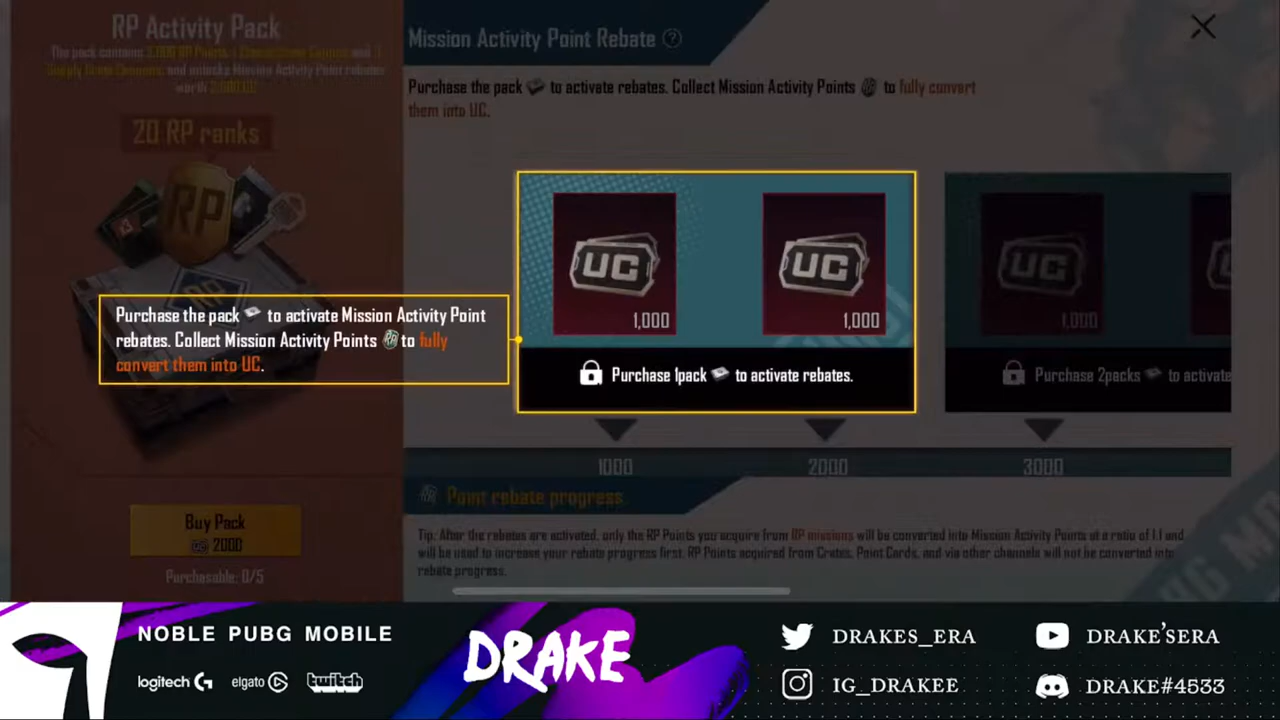 RP Activity Pack
20 RP ranks
RP
RP
Purchase the pack to activate Mission Activity Point
rebates. Collect Mission Activity Points to fully
convert them into UC.
Buy Pack
UC 2000
Purchasable: 0/5
Mission Activity Point Rebate ?
Purchase the pack to activate rebates. Collect Mission Activity Points to fully convert
them into UC.
UC
1,000
UC
1,000
Purchase 1pack to activate rebates.
UC
1,000
Purchase 2packs to activate
1000
2000
3000
Point rebate progress
Tip: After the rebates are activated, only the RP Points you acquire from RP missions will be converted into Mission Activity Points at a ratio of 1:1 and
will be used to increase your rebate progress first. RP Points acquired from Crates, Point Cards, and via other channels will not be converted into
rebate progress.
NOBLE PUBG MOBILE
logitech G
elgato
twitch
DRAKE
DRAKES_ERA
DRAKE'SERA
IG_DRAKEE
DRAKE#4533